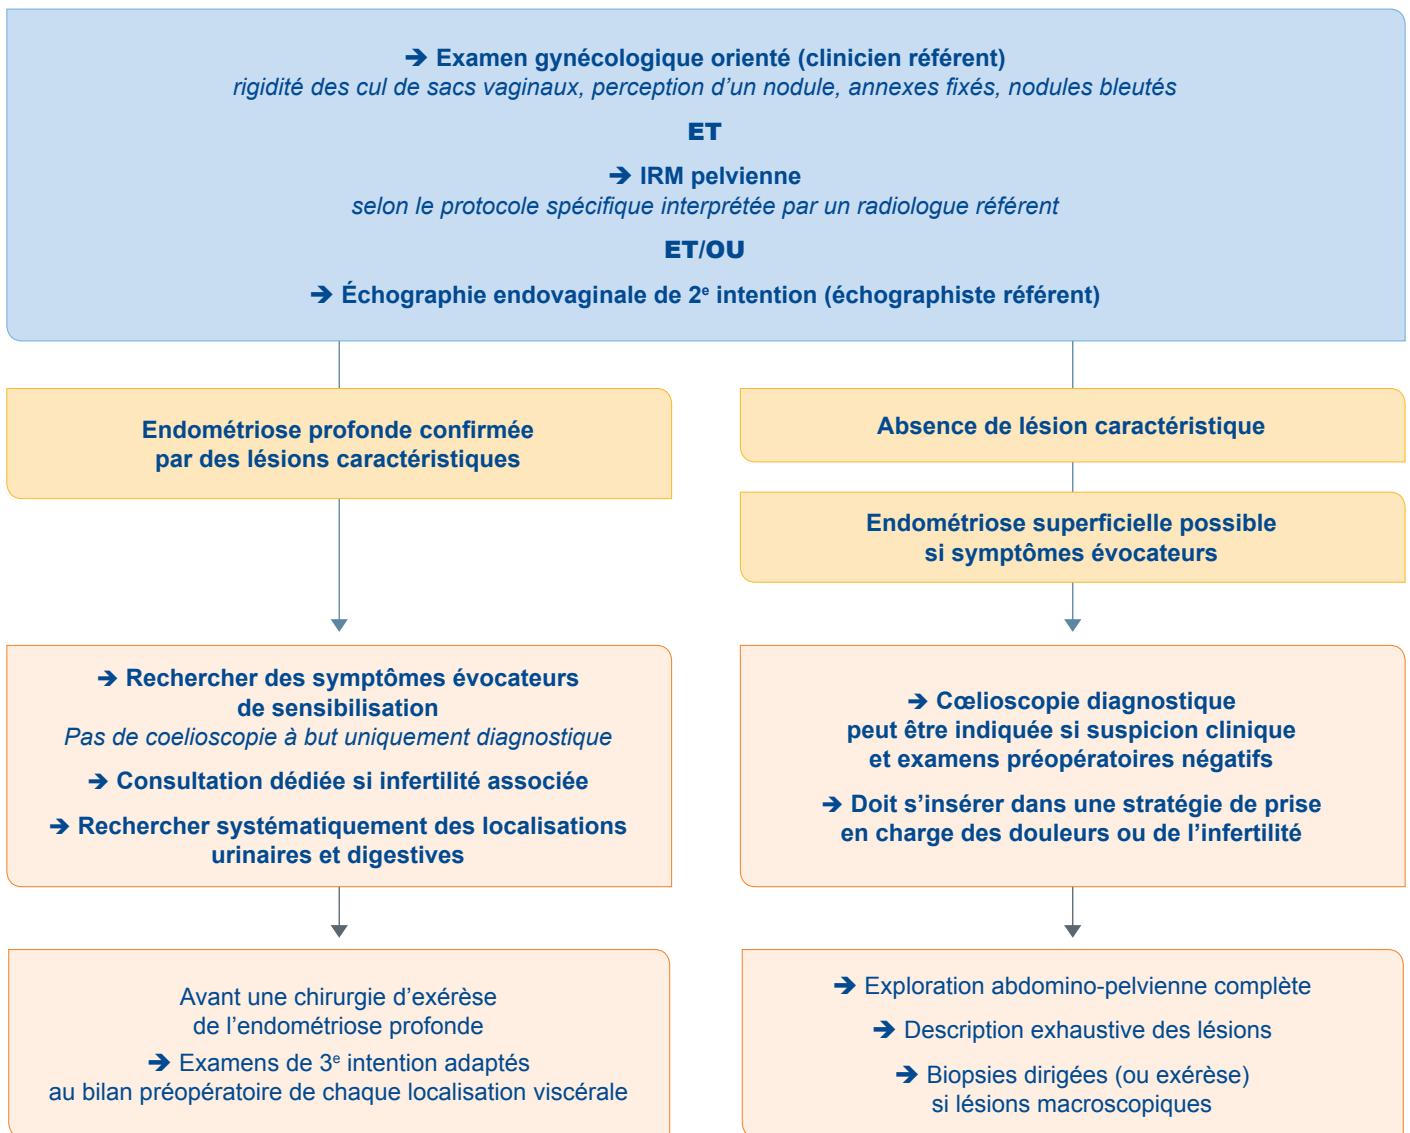 ➔ Examen gynécologique orienté (clinicien référent)
rigidité des cul de sacs vaginaux, perception d’un nodule, annexes fixés, nodules bleutés
ET
➔ IRM pelvienne
selon le protocole spécifique interprétée par un radiologue référent
ET/OU
➔ Échographie endovaginale de 2e intention (échographiste référent)
Endométriose profonde confirmée
par des lésions caractéristiques
Absence de lésion caractéristique
Endométriose superficielle possible
si symptômes évocateurs
➔ Rechercher des symptômes évocateurs
de sensibilisation
Pas de coelioscopie à but uniquement diagnostique
➔ Consultation dédiée si infertilité associée
➔ Rechercher systématiquement des localisations
urinaires et digestives
➔ Cœlioscopie diagnostique
peut être indiquée si suspicion clinique
et examens préopératoires négatifs
➔ Doit s’insérer dans une stratégie de prise
en charge des douleurs ou de l’infertilité
Avant une chirurgie d’exérèse
de l’endométriose profonde
➔ Examens de 3e intention adaptés
au bilan préopératoire de chaque localisation viscérale
➔ Exploration abdomino-pelvienne complète
➔ Description exhaustive des lésions
➔ Biopsies dirigées (ou exérèse)
si lésions macroscopiques